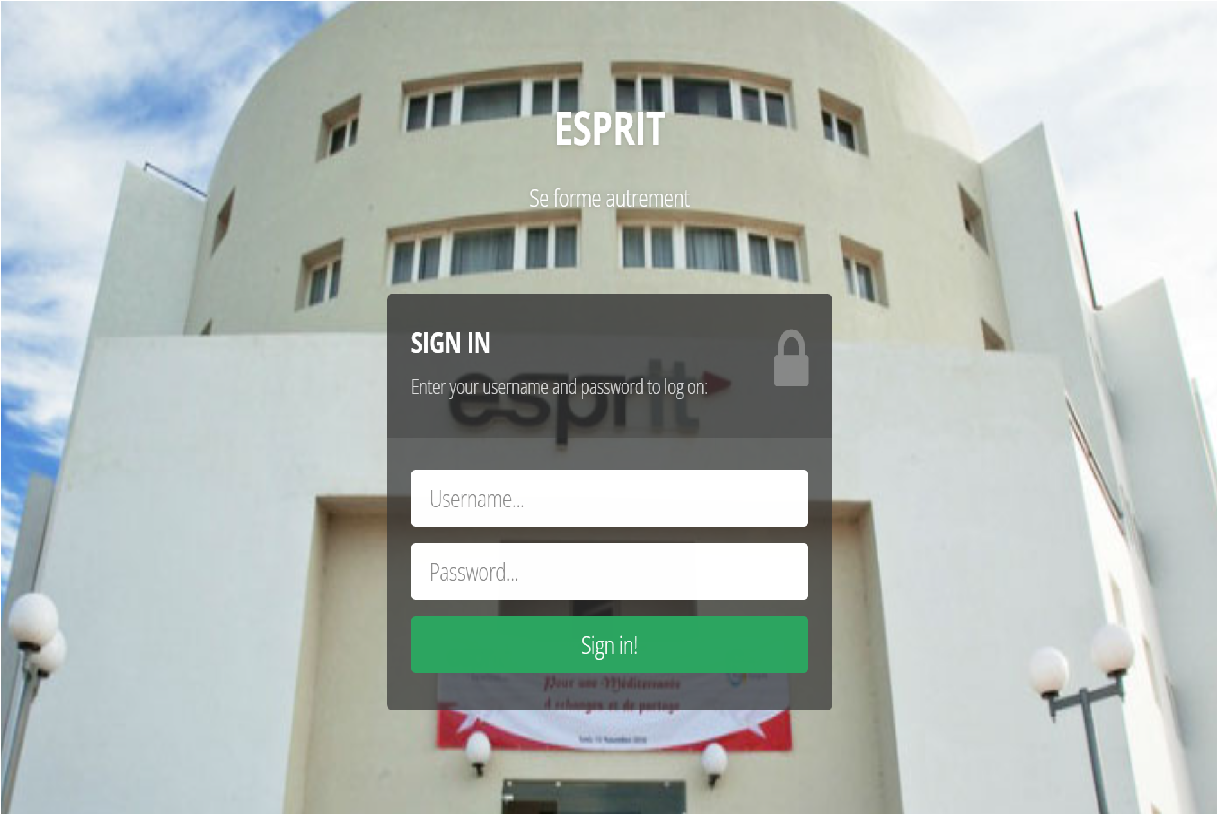 ESPRIT
Se forme autrement
SIGN IN
Enter your username and password to log on:
esprit
Username...
Password...
Sign in!
Pour une Méditerranée
d'échanges et de partage